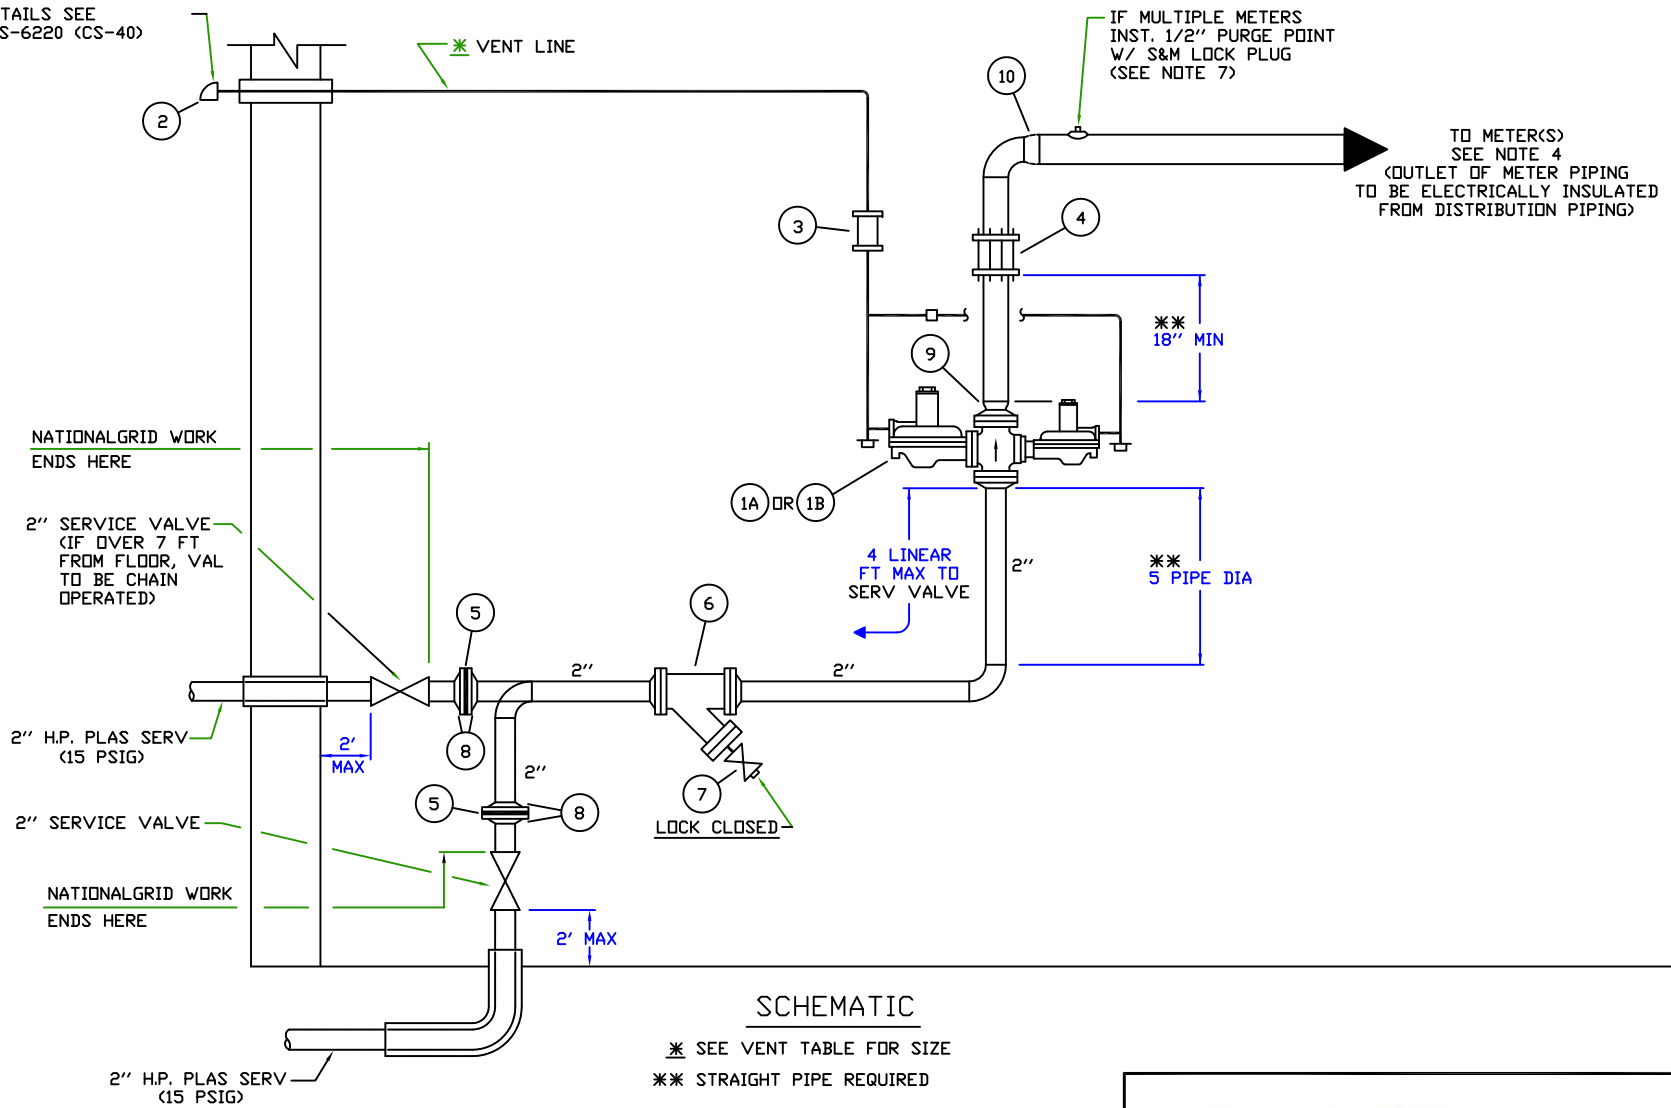 TAILS SEE
S-6220 (CS-40)
* VENT LINE
IF MULTIPLE METERS
INST. 1/2" PURGE POINT
W/ S&M LOCK PLUG
(SEE NOTE 7)
10
2
TO METER(S)
SEE NOTE 4
(OUTLET OF METER PIPING
TO BE ELECTRICALLY INSULATED
FROM DISTRIBUTION PIPING)
3
4
**
18" MIN
9
NATIONALGRID WORK
ENDS HERE
1A OR 1B
2" SERVICE VALVE
(IF OVER 7 FT
FROM FLOOR, VAL
TO BE CHAIN
OPERATED)
4 LINEAR
FT MAX TO
SERV VALVE
2"
**
5 PIPE DIA
5
6
2"
2"
2" H.P. PLAS SERV
(15 PSIG)
2'
MAX
8
2"
5
8
7
LOCK CLOSED
2" SERVICE VALVE
NATIONALGRID WORK
ENDS HERE
2' MAX
SCHEMATIC
* SEE VENT TABLE FOR SIZE
** STRAIGHT PIPE REQUIRED
2" H.P. PLAS SERV
(15 PSIG)